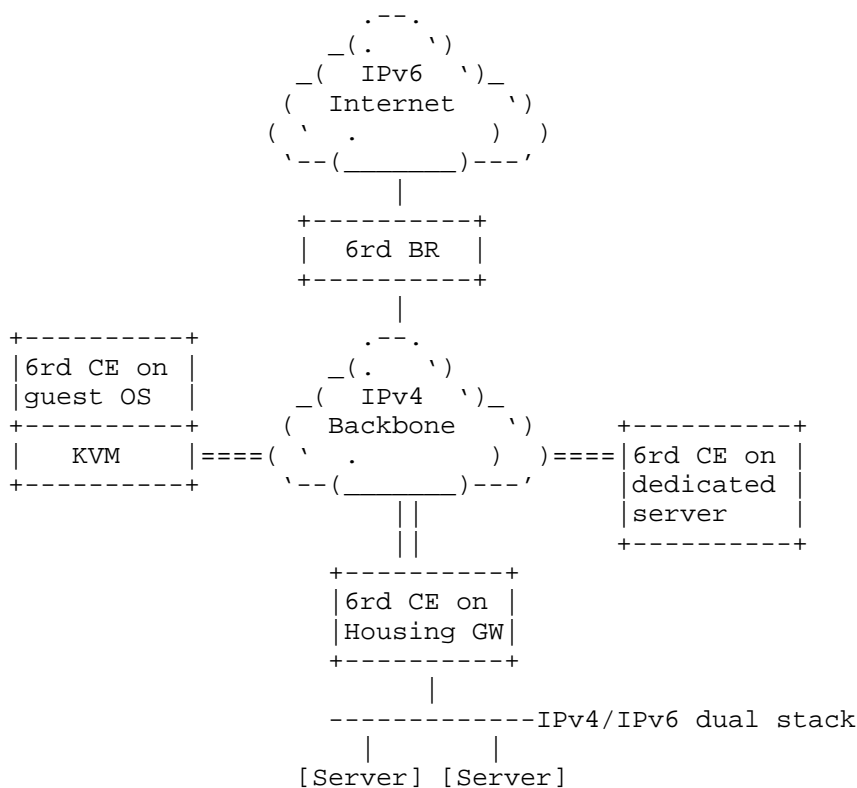 IPv6
Internet
6rd BR
6rd CE on
guest OS
KVM
IPv4
Backbone
6rd CE on
dedicated
server
6rd CE on
Housing GW
IPv4/IPv6 dual stack
[Server] [Server]